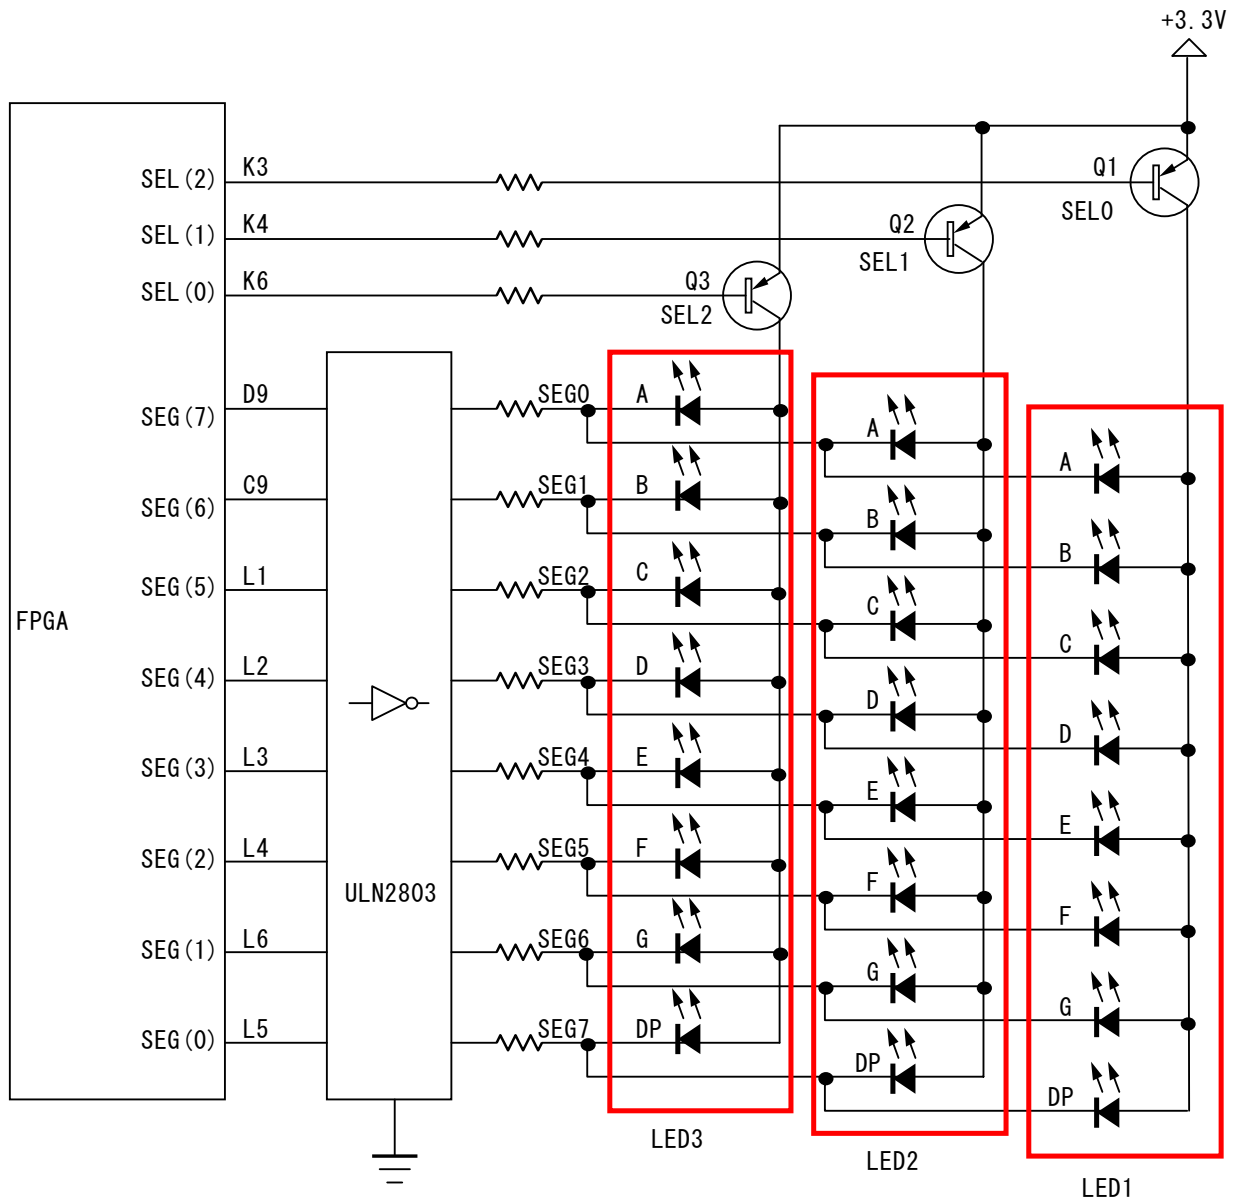 +3.3V
SEL(2) K3 Q1
SEL0
SEL(1) K4 Q2
SEL1
SEL(0) K6 Q3
SEL2
SEG(7) D9 SEG0 A A A
SEG(6) C9 SEG1 B B B
SEG(5) L1 SEG2 C C C
FPGA
SEG(4) L2 SEG3 D D D
SEG(3) L3 SEG4 E E E
SEG(2) L4 SEG5 F F F
ULN2803
SEG(1) L6 SEG6 G G G
SEG(0) L5 SEG7 DP DP DP
LED3
LED2
LED1